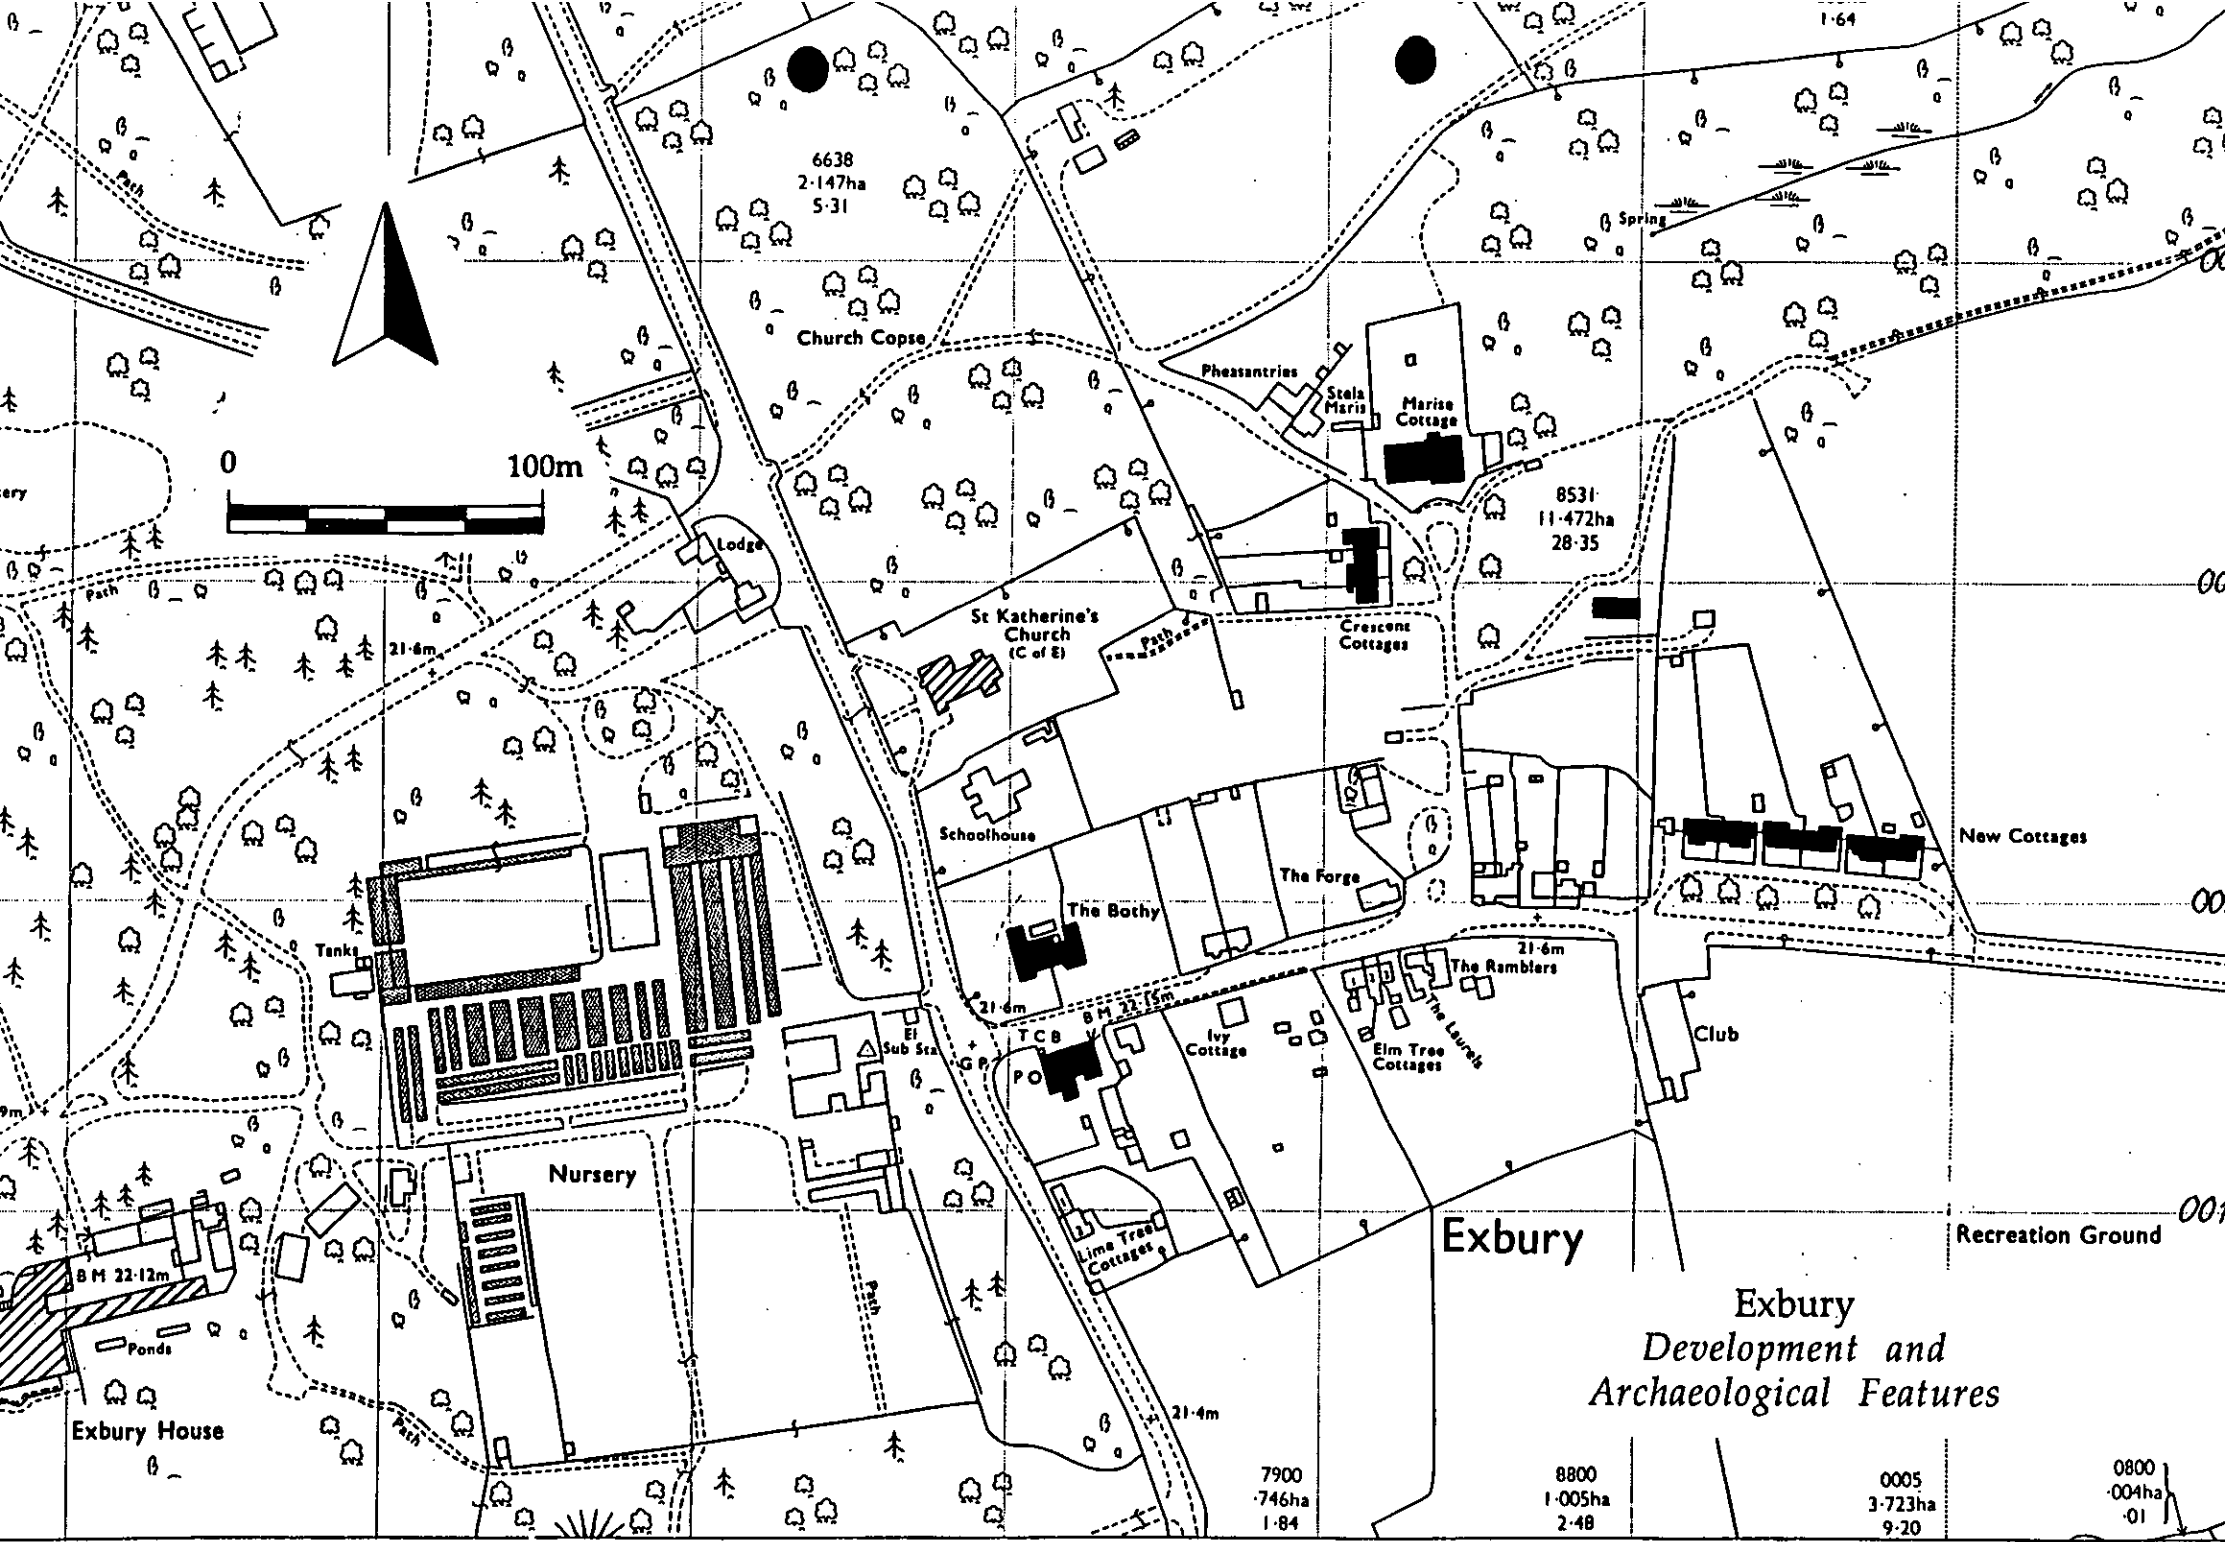 1·64
Path
6638
2·147ha
5·31
Spring
Church Copse
Pheasantries
Stela
Maris
Marise
Cottage
0
100m
8531
11·472ha
28·35
Lodge
Path
St Katherine's
Church
(C of E)
Path
Crescent
Cottages
21·6m
Schoolhouse
New Cottages
The Forge
The Bothy
Tanks
21·6m
The Ramblers
21·6m
B M 22·15m
T C B
El
Sub Sta
G P
P O
Ivy
Cottage
Elm Tree
Cottages
The Laurels
Club
9m
Nursery
Lime Tree
Cottages
001
Exbury
Recreation Ground
B M 22·12m
Path
Ponds
Exbury
Development and
Archaeological Features
Exbury House
Path
21·4m
7900
·746ha
1·84
8800
1·005ha
2·48
0005
3·723ha
9·20
0800
·004ha
·01